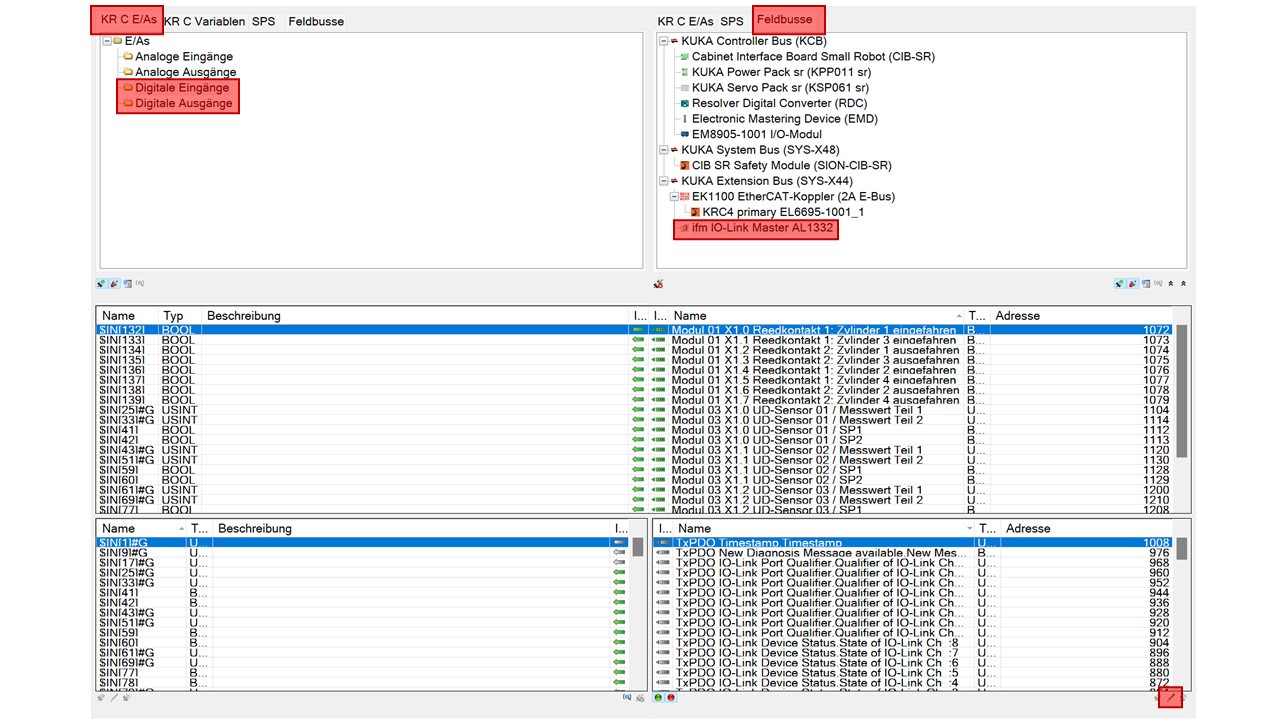 KR C E/As KR C Variablen SPS Feldbusse
E/As
Analoge Eingänge
Analoge Ausgänge
Digitale Eingänge
Digitale Ausgänge
KR C E/As SPS Feldbusse
KUKA Controller Bus (KCB)
Cabinet Interface Board Small Robot (CIB-SR)
KUKA Power Pack sr (KPP011 sr)
KUKA Servo Pack sr (KSP061 sr)
Resolver Digital Converter (RDC)
Electronic Mastering Device (EMD)
EM8905-1001 I/O-Modul
KUKA System Bus (SYS-X48)
CIB SR Safety Module (SION-CIB-SR)
KUKA Extension Bus (SYS-X44)
EK1100 EtherCAT-Koppler (2A E-Bus)
KRC4 primary EL6695-1001_1
ifm IO-Link Master AL1332
Name Typ Beschreibung I... I... Name T... Adresse
$IN[132] BOOL Modul 01 X1.0 Reedkontakt 1: Zylinder 1 eingefahren B... 1072
$IN[133] BOOL Modul 01 X1.1 Reedkontakt 1: Zylinder 3 eingefahren B... 1073
$IN[134] BOOL Modul 01 X1.2 Reedkontakt 2: Zylinder 1 ausgefahren B... 1074
$IN[135] BOOL Modul 01 X1.3 Reedkontakt 2: Zylinder 3 ausgefahren B... 1075
$IN[136] BOOL Modul 01 X1.4 Reedkontakt 1: Zylinder 2 eingefahren B... 1076
$IN[137] BOOL Modul 01 X1.5 Reedkontakt 1: Zylinder 4 eingefahren B... 1077
$IN[138] BOOL Modul 01 X1.6 Reedkontakt 2: Zylinder 2 ausgefahren B... 1078
$IN[139] BOOL Modul 01 X1.7 Reedkontakt 2: Zylinder 4 ausgefahren B... 1079
$IN[25]#G USINT Modul 03 X1.0 UD-Sensor 01 / Messwert Teil 1 U... 1104
$IN[33]#G USINT Modul 03 X1.0 UD-Sensor 01 / Messwert Teil 2 U... 1114
$IN[41] BOOL Modul 03 X1.0 UD-Sensor 01 / SP1 B... 1112
$IN[42] BOOL Modul 03 X1.0 UD-Sensor 01 / SP2 B... 1113
$IN[43]#G USINT Modul 03 X1.1 UD-Sensor 02 / Messwert Teil 1 U... 1120
$IN[51]#G USINT Modul 03 X1.1 UD-Sensor 02 / Messwert Teil 2 U... 1130
$IN[59] BOOL Modul 03 X1.1 UD-Sensor 02 / SP1 B... 1128
$IN[60] BOOL Modul 03 X1.1 UD-Sensor 02 / SP2 B... 1129
$IN[61]#G USINT Modul 03 X1.2 UD-Sensor 03 / Messwert Teil 1 U... 1200
$IN[69]#G USINT Modul 03 X1.2 UD-Sensor 03 / Messwert Teil 2 U... 1210
$IN[77] BOOL Modul 03 X1.2 UD-Sensor 03 / SP1 B... 1208
Name T... Beschreibung I...
$IN[1]#G U...
$IN[9]#G U...
$IN[17]#G U...
$IN[25]#G U...
$IN[33]#G U...
$IN[41] B...
$IN[42] B...
$IN[43]#G U...
$IN[51]#G U...
$IN[59] B...
$IN[60] B...
$IN[61]#G U...
$IN[69]#G U...
$IN[77] B...
$IN[78] B...
I... Name T... Adresse
TxPDO Timestamp.Timestamp U... 1008
TxPDO New Diagnosis Message available.New Mes... B... 976
TxPDO IO-Link Port Qualifier.Qualifier of IO-Link Ch... U... 968
TxPDO IO-Link Port Qualifier.Qualifier of IO-Link Ch... U... 960
TxPDO IO-Link Port Qualifier.Qualifier of IO-Link Ch... U... 952
TxPDO IO-Link Port Qualifier.Qualifier of IO-Link Ch... U... 944
TxPDO IO-Link Port Qualifier.Qualifier of IO-Link Ch... U... 936
TxPDO IO-Link Port Qualifier.Qualifier of IO-Link Ch... U... 928
TxPDO IO-Link Port Qualifier.Qualifier of IO-Link Ch... U... 920
TxPDO IO-Link Port Qualifier.Qualifier of IO-Link Ch... U... 912
TxPDO IO-Link Device Status.State of IO-Link Ch :8 U... 904
TxPDO IO-Link Device Status.State of IO-Link Ch :7 U... 896
TxPDO IO-Link Device Status.State of IO-Link Ch :6 U... 888
TxPDO IO-Link Device Status.State of IO-Link Ch :5 U... 880
TxPDO IO-Link Device Status.State of IO-Link Ch :4 U... 872